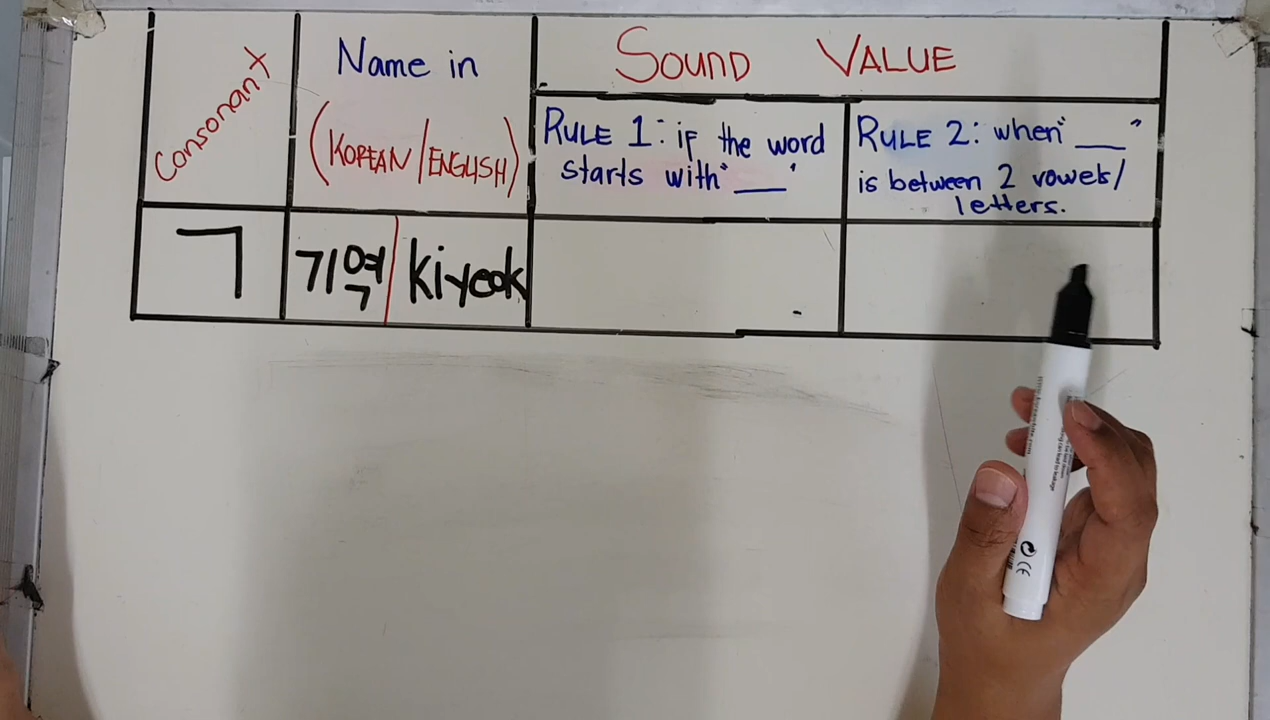 Consonant
Name in
(KOREAN/ENGLISH)
SOUND VALUE
RULE 1: if the word
starts with "___"
RULE 2: when "___"
is between 2 vowels/
letters.
ㄱ
기역
kiyeok
CE